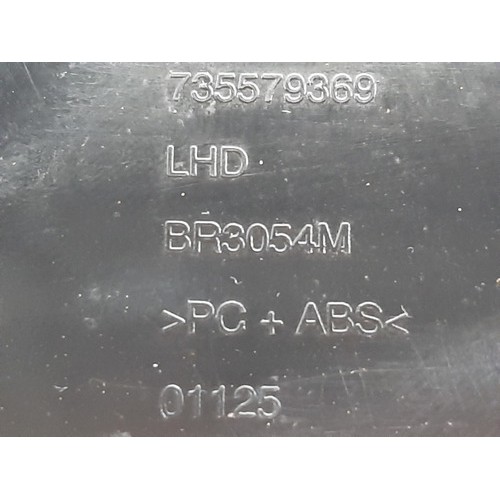 735579369
LHD
BR3054M
>PC + ABS<
01125